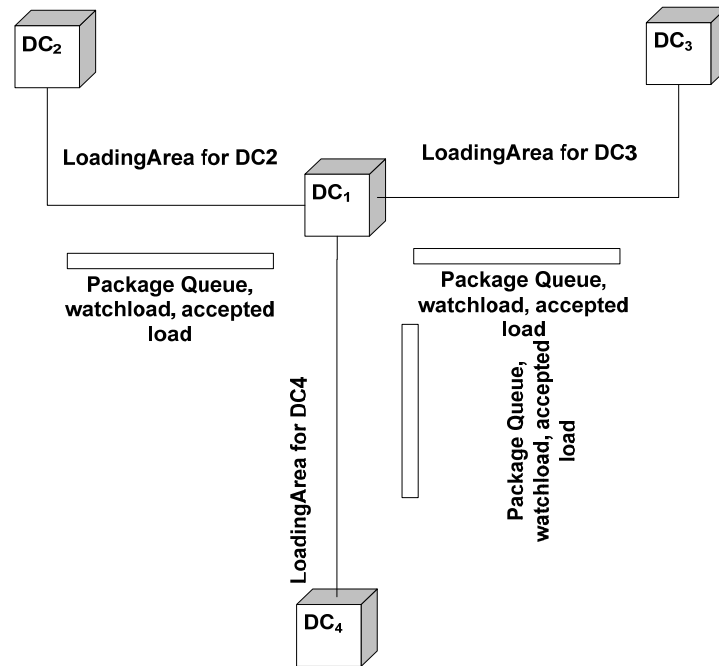 DC₂
DC₃
LoadingArea for DC2
LoadingArea for DC3
DC₁
Package Queue,
watchload, accepted
load
Package Queue,
watchload, accepted
load
LoadingArea for DC4
Package Queue,
watchload, accepted
load
DC₄